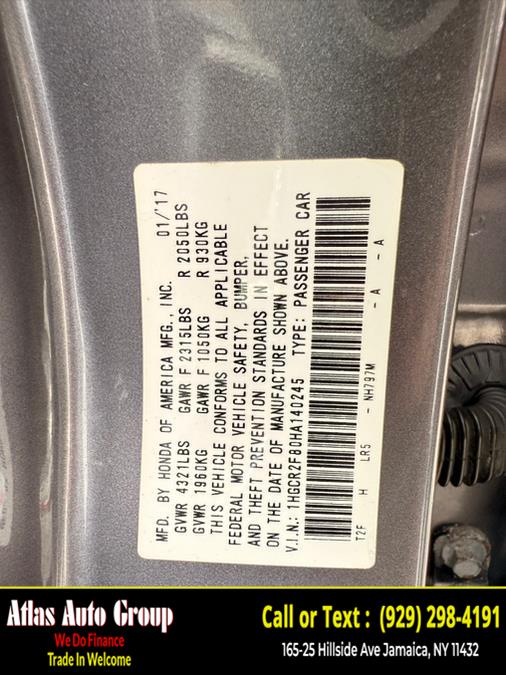 MFD. BY HONDA OF AMERICA MFG., INC. 01/'17
GVWR 4321LBS GAWR F 2315LBS R 2050LBS
GVWR 1960KG GAWR F 1050KG R 930KG
THIS VEHICLE CONFORMS TO ALL APPLICABLE
FEDERAL MOTOR VEHICLE SAFETY, BUMPER,
AND THEFT PREVENTION STANDARDS IN EFFECT
ON THE DATE OF MANUFACTURE SHOWN ABOVE.
V.I.N.: 1HGCR2F80HA140245 TYPE: PASSENGER CAR
T2F H LR5 - NH797M - A - A
Atlas Auto Group
We Do Finance
Trade In Welcome
Call or Text : (929) 298-4191
165-25 Hillside Ave Jamaica, NY 11432